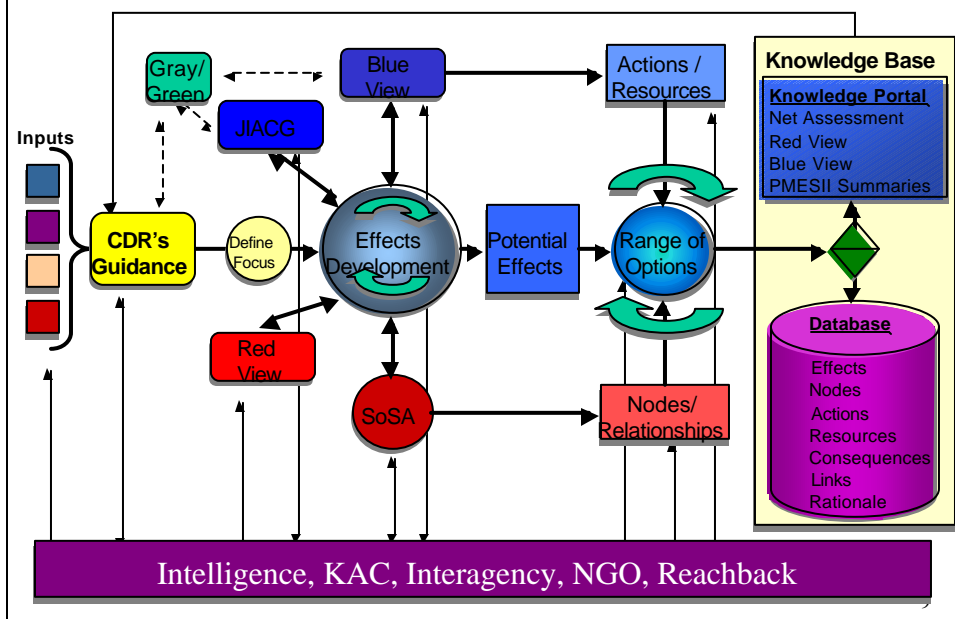 Inputs
Gray/
Green
JIACG
Blue
View
Actions /
Resources
CDR's
Guidance
Define
Focus
Effects
Development
Potential
Effects
Range of
Options
Red
View
SoSA
Nodes/
Relationships
Knowledge Base
Knowledge Portal
Net Assessment
Red View
Blue View
PMESII Summaries
Database
Effects
Nodes
Actions
Resources
Consequences
Links
Rationale
Intelligence, KAC, Interagency, NGO, Reachback